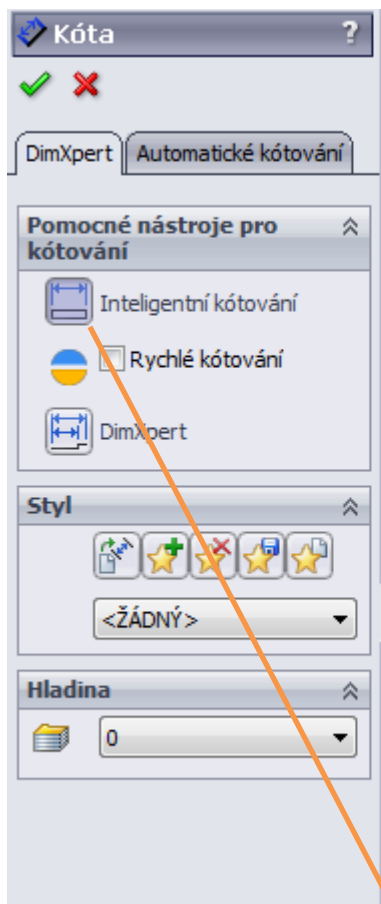 Kóta ?
DimXpert Automatické kótování
Pomocné nástroje pro
kótování
Inteligentní kótování
Rychlé kótování
DimXpert
Styl
<ŽÁDNÝ>
Hladina
0